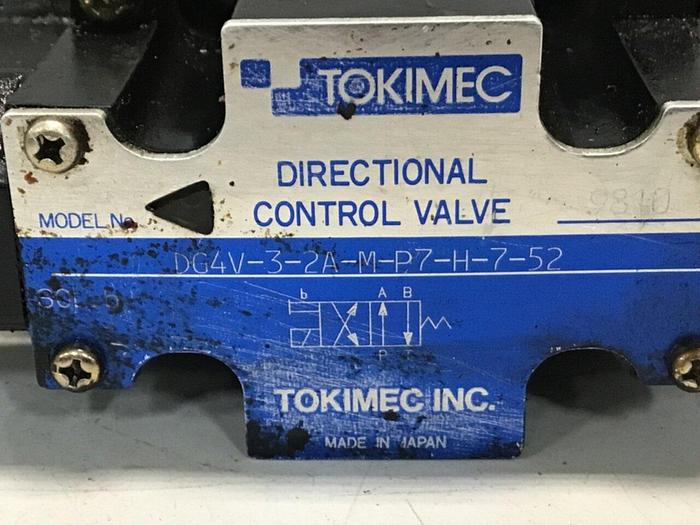 TOKIMEC
DIRECTIONAL
CONTROL VALVE
MODEL No.
9810
DG4V-3-2A-M-P7-H-7-52
b
A B
P
TOKIMEC INC.
MADE IN JAPAN